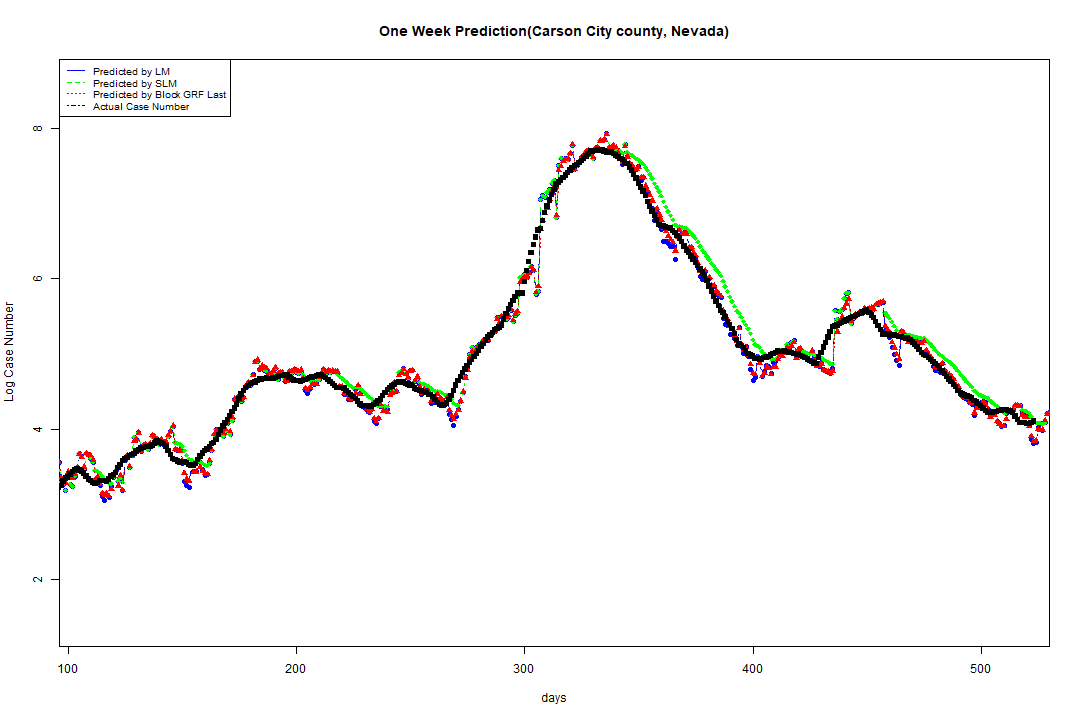 One Week Prediction(Carson City county, Nevada)
Predicted by LM
Predicted by SLM
Predicted by Block GRF Last
Actual Case Number
8
6
4
2
Log Case Number
100 200 300 400 500
days